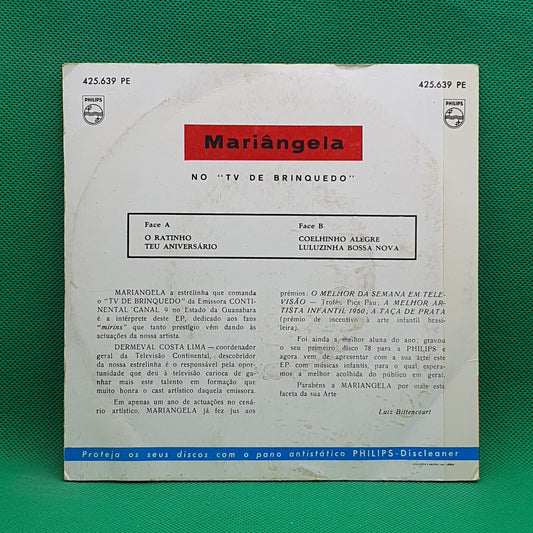 425.639 PE
425.639 PE
PHILIPS
PHILIPS
Mariângela
NO "TV DE BRINQUEDO"
Face A
O RATINHO
TEU ANIVERSÁRIO
Face B
COELHINHO ALEGRE
LULUZINHA BOSSA NOVA
MARIANGELA a estrelinha que comanda
o "TV DE BRINQUEDO" da Emissora CONTI-
NENTAL CANAL 9 no Estado da Guanabara
é a intérprete deste EP, dedicado aos fans
"mirins" que tanto prestígio vêm dando às
actuações da nossa artista.
DERMEVAL COSTA LIMA — coordenador
geral da Televisão Continental, descobridor
da nossa estrelinha é o responsável pela opor-
tunidade que deu à televisão carioca de ga-
nhar mais este talento em formação que
muito honra o cast artístico daquela emissora.
Em apenas um ano de actuações no cená-
rio artístico, MARIANGELA já fez jus aos
prémios: O MELHOR DA SEMANA EM TELE-
VISÃO — Troféu Pica Pau; A MELHOR AR-
TISTA INFANTIL 1960; A TAÇA DE PRATA
(prémio de incentivo à arte infantil brasi-
leira).
Foi ainda a melhor aluna do ano; gravou
o seu primeiro disco 78 para a PHILIPS e
agora vem de apresentar com a sua arte este
EP com músicas infantis, para o qual espera-
mos a melhor acolhida do público em geral.
Parabéns a MARIANGELA por mais esta
faceta da sua Arte
Luiz Bittencourt
Proteja os seus discos com o pano antistático PHILIPS-Discleaner